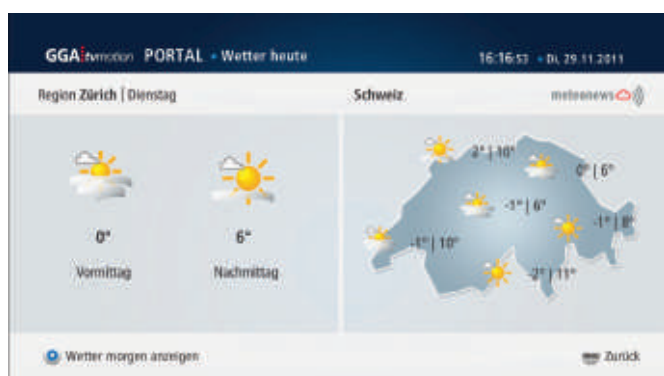 GGA tvmotion PORTAL • Wetter heute 16:16:53 • Di, 29.11.2011
Region Zürich | Dienstag Schweiz meteonews
2° | 10°
0° | 6°
-1° | 6°
-1° | 8°
0° 6° -1° | 10°
-2° | 11°
Vormittag Nachmittag
Wetter morgen anzeigen Zurück